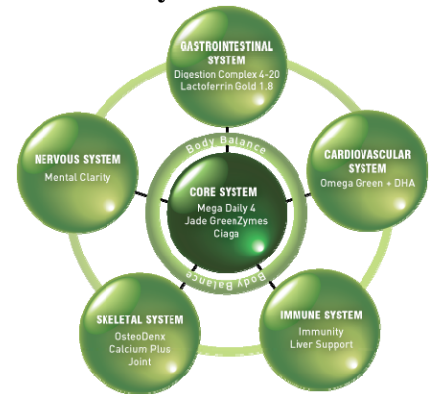 GASTROINTESTINAL
SYSTEM
Digestion Complex 4-20
Lactoferrin Gold 1.8
NERVOUS SYSTEM
Mental Clarity
Body Balance
CARDIOVASCULAR
SYSTEM
Omega Green + DHA
CORE SYSTEM
Mega Daily 4
Jade GreenZymes
Ciaga
Body Balance
SKELETAL SYSTEM
OsteoDenx
Calcium Plus
Joint
IMMUNE SYSTEM
Immunity
Liver Support